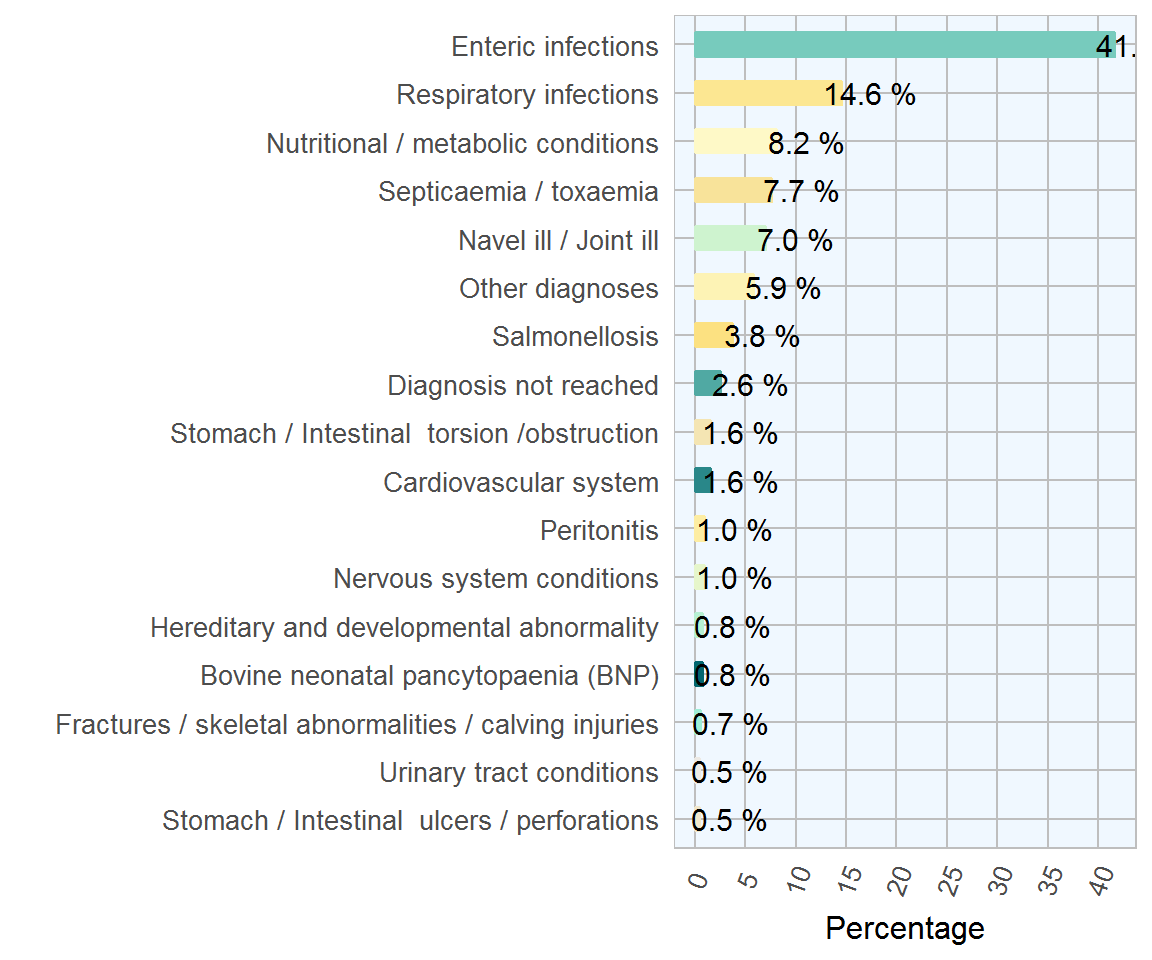 Enteric infections 41.
Respiratory infections 14.6 %
Nutritional / metabolic conditions 8.2 %
Septicaemia / toxaemia 7.7 %
Navel ill / Joint ill 7.0 %
Other diagnoses 5.9 %
Salmonellosis 3.8 %
Diagnosis not reached 2.6 %
Stomach / Intestinal  torsion /obstruction 1.6 %
Cardiovascular system 1.6 %
Peritonitis 1.0 %
Nervous system conditions 1.0 %
Hereditary and developmental abnormality 0.8 %
Bovine neonatal pancytopaenia (BNP) 0.8 %
Fractures / skeletal abnormalities / calving injuries 0.7 %
Urinary tract conditions 0.5 %
Stomach / Intestinal  ulcers / perforations 0.5 %
0 5 10 15 20 25 30 35 40
Percentage